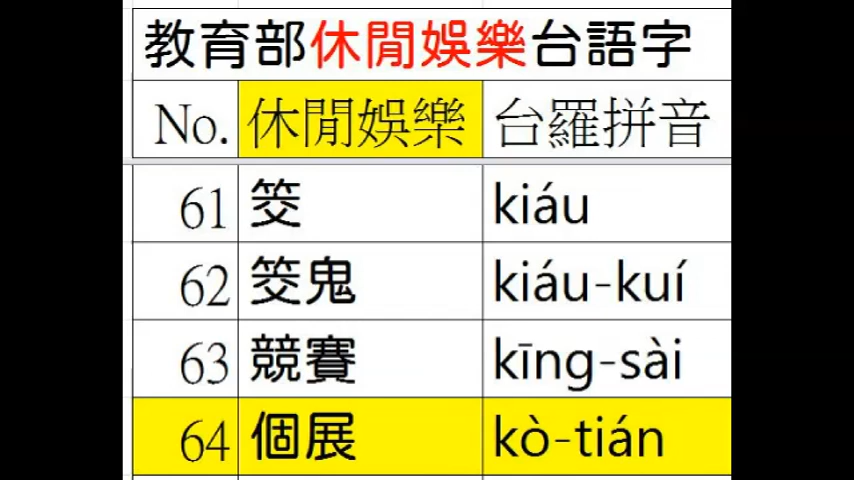 教育部休閒娛樂台語字
No. 休閒娛樂 台羅拼音
61 筊 kiáu
62 筊鬼 kiáu-kuí
63 競賽 kīng-sài
64 個展 kò-tián